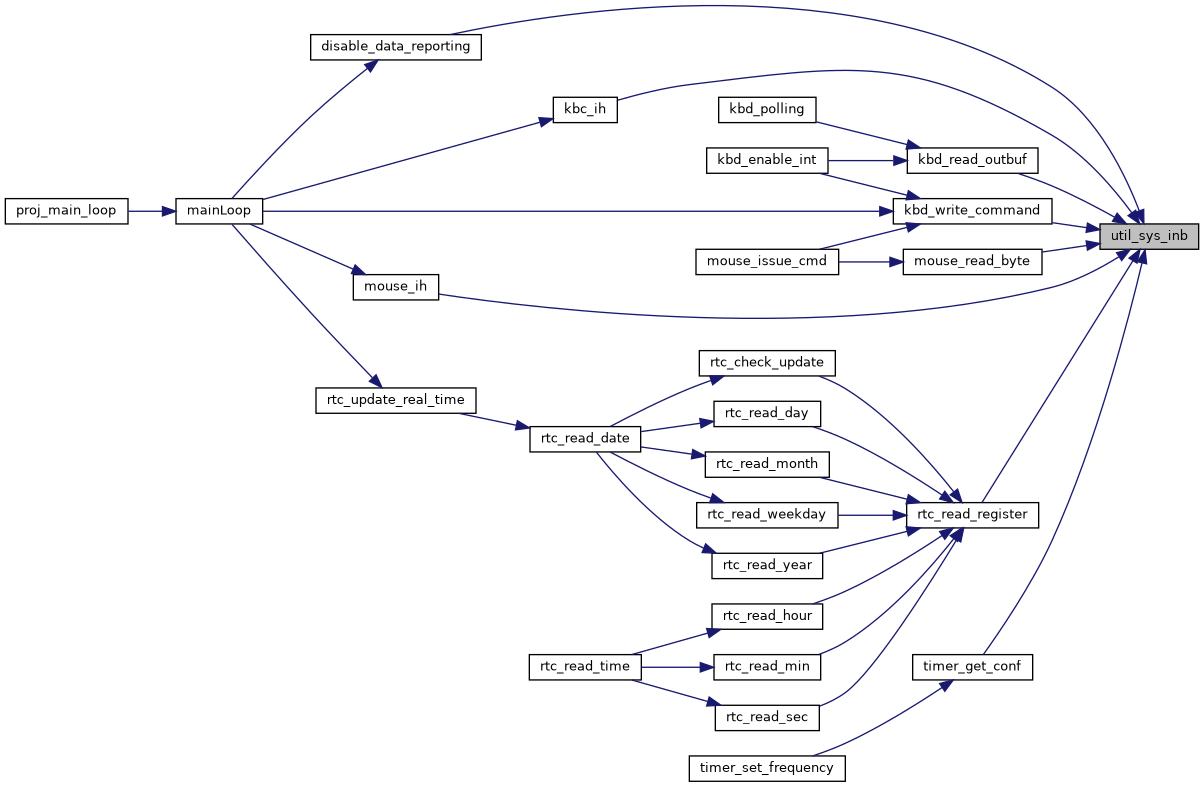 disable_data_reporting
kbc_ih
kbd_polling
kbd_enable_int
kbd_read_outbuf
proj_main_loop
mainLoop
kbd_write_command
util_sys_inb
mouse_issue_cmd
mouse_read_byte
mouse_ih
rtc_check_update
rtc_update_real_time
rtc_read_day
rtc_read_date
rtc_read_month
rtc_read_weekday
rtc_read_register
rtc_read_year
rtc_read_hour
rtc_read_time
rtc_read_min
timer_get_conf
rtc_read_sec
timer_set_frequency